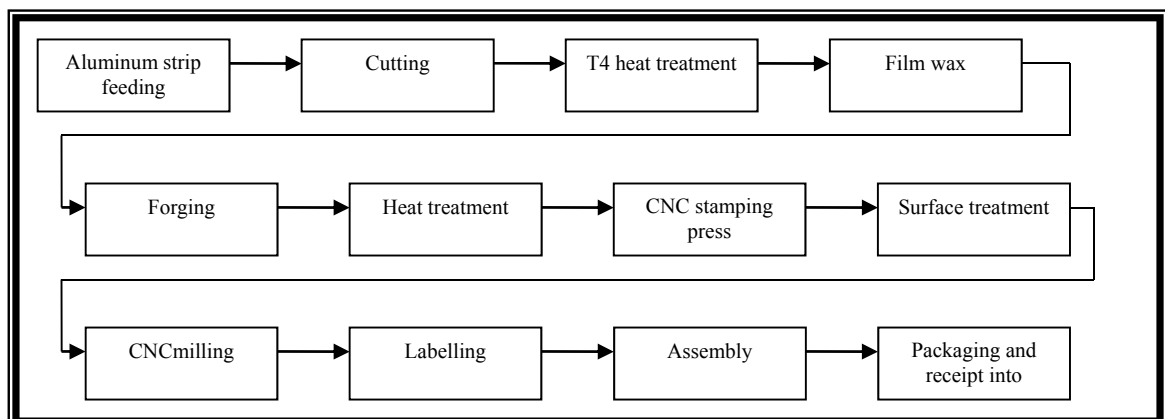 Aluminum strip
feeding
Cutting
T4 heat treatment
Film wax
Forging
Heat treatment
CNC stamping
press
Surface treatment
CNCmilling
Labelling
Assembly
Packaging and
receipt into